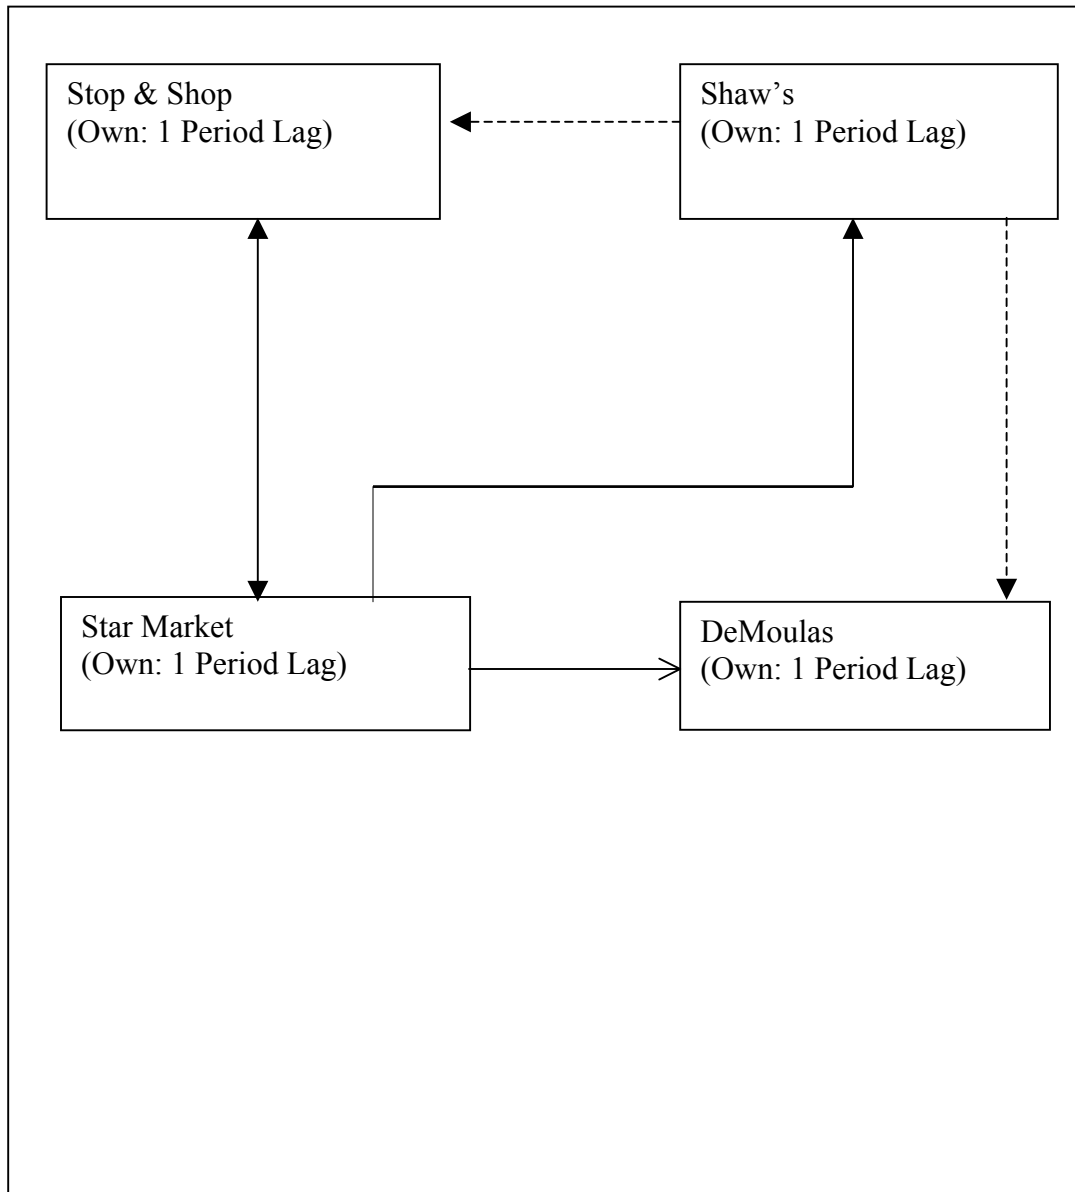 Stop & Shop
(Own: 1 Period Lag)
Shaw’s
(Own: 1 Period Lag)
Star Market
(Own: 1 Period Lag)
DeMoulas
(Own: 1 Period Lag)